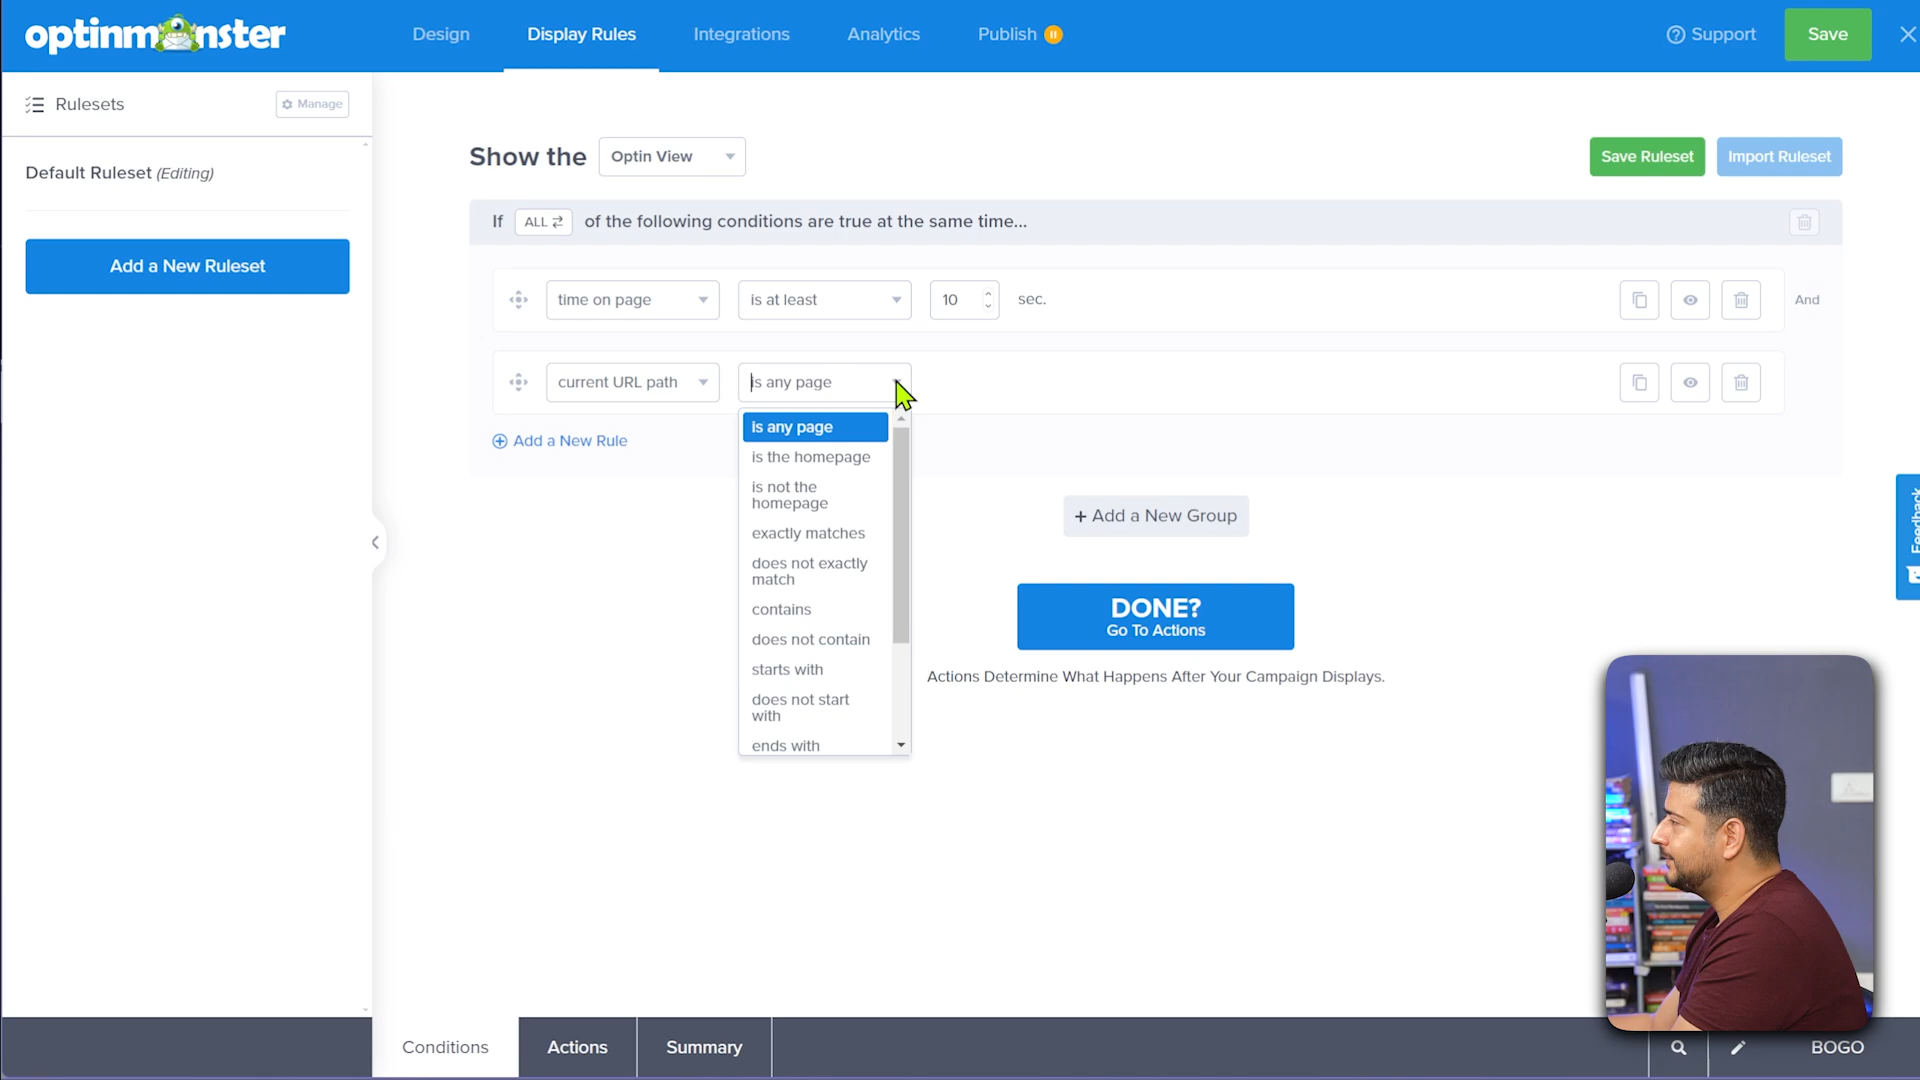 optinmonster
Design
Display Rules
Integrations
Analytics
Publish
Support
Save
Rulesets
Manage
Default Ruleset (Editing)
Add a New Ruleset
Show the
Optin View
Save Ruleset
Import Ruleset
If ALL of the following conditions are true at the same time...
time on page
is at least
10
sec.
And
current URL path
is any page
is any page
is the homepage
is not the
homepage
exactly matches
does not exactly
match
contains
does not contain
starts with
does not start
with
ends with
+ Add a New Rule
+ Add a New Group
DONE?
Go To Actions
Actions Determine What Happens After Your Campaign Displays.
Feedback
Conditions
Actions
Summary
BOGO